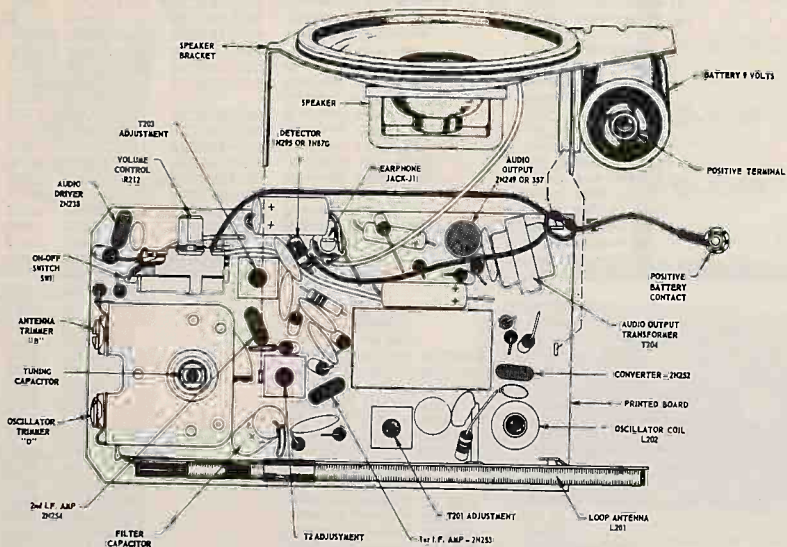 SPEAKER
BRACKET
BATTERY 9 VOLTS
SPEAKER
T203
ADJUSTMENT
DETECTOR
1N295 OR 1N87G
VOLUME
CONTROL
R212
EARPHONE
JACK-J1
AUDIO
OUTPUT
2N249 OR 357
POSITIVE TERMINAL
AUDIO
DRIVER
2N238
ON-OFF
SWITCH
SW1
POSITIVE
BATTERY
CONTACT
ANTENNA
TRIMMER
"B"
AUDIO OUTPUT
TRANSFORMER
T204
TUNING
CAPACITOR
CONVERTER - 2N252
PRINTED BOARD
OSCILLATOR
TRIMMER
"D"
OSCILLATOR COIL
L202
2nd I.F. AMP
2N254
FILTER
CAPACITOR
T2 ADJUSTMENT
1st I.F. AMP - 2N253
T201 ADJUSTMENT
LOOP ANTENNA
L201